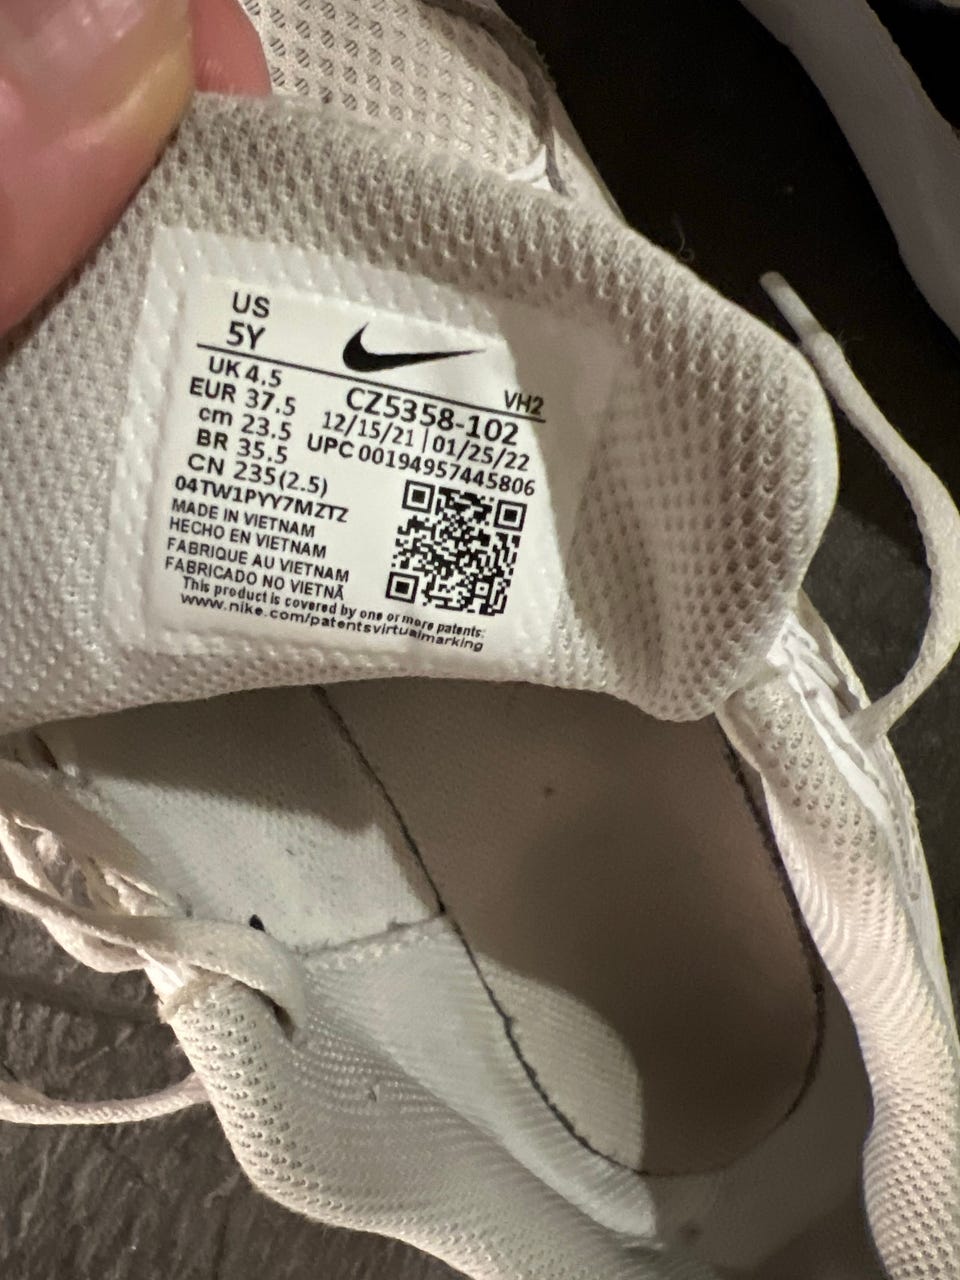 US
5Y
VH2
UK 4.5
EUR 37.5
cm 23.5
BR 35.5
CN 235(2.5)
CZ5358-102
12/15/21 | 01/25/22
UPC 00194957445806
04TW1PYY7MZTZ
MADE IN VIETNAM
HECHO EN VIETNAM
FABRIQUE AU VIETNAM
FABRICADO NO VIETNÃ
This product is covered by one or more patents:
www.nike.com/patentsvirtualmarking